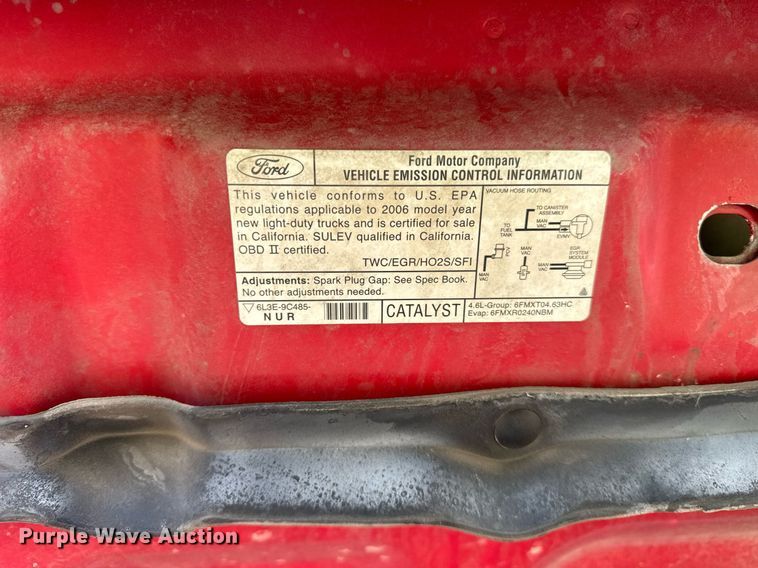 Ford
Ford Motor Company
VEHICLE EMISSION CONTROL INFORMATION
This vehicle conforms to U.S. EPA
regulations applicable to 2006 model year
new light-duty trucks and is certified for sale
in California. SULEV qualified in California.
OBD II certified.
TWC/EGR/HO2S/SFI
VACUUM HOSE ROUTING
TO CANISTER
ASSEMBLY
TO
FUEL
TANK
MAN
VAC
EVMV
PCV
MAN
VAC
MAN
VAC
MAN
VAC
EGR
SYSTEM
MODULE
Adjustments: Spark Plug Gap: See Spec Book.
No other adjustments needed.
6L3E-9C485-
NUR
CATALYST
4.6L-Group: 6FMXT04.63HC
Evap: 6FMXR0240NBM
Purple Wave Auction